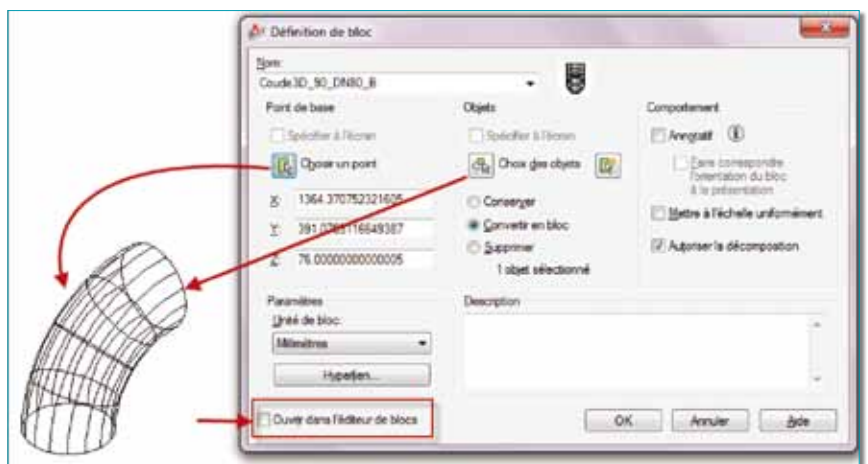 Définition de bloc
Nom:
Coude3D_90_DN80_B
Point de base
Spécifier à l'écran
Choisir un point
X: 1364.370752321605
Y: 391.0765116649387
Z: 76.00000000000005
Objets
Spécifier à l'écran
Choix des objets
Conserver
Convertir en bloc
Supprimer
1 objet sélectionné
Comportement
Annotatif
Faire correspondre
l'orientation du bloc
à la présentation
Mettre à l'échelle uniformément
Autoriser la décomposition
Paramètres
Unité de bloc:
Millimètres
Hyperlien...
Description
Ouvrir dans l'éditeur de blocs
OK
Annuler
Aide